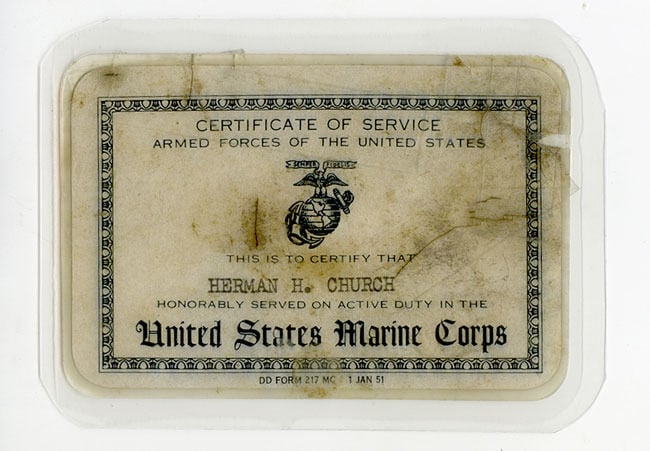 CERTIFICATE OF SERVICE
ARMED FORCES OF THE UNITED STATES
SEMPER FIDELIS
THIS IS TO CERTIFY THAT
HERMAN H. CHURCH
HONORABLY SERVED ON ACTIVE DUTY IN THE
United States Marine Corps
DD FORM 217 MC 1 JAN 51